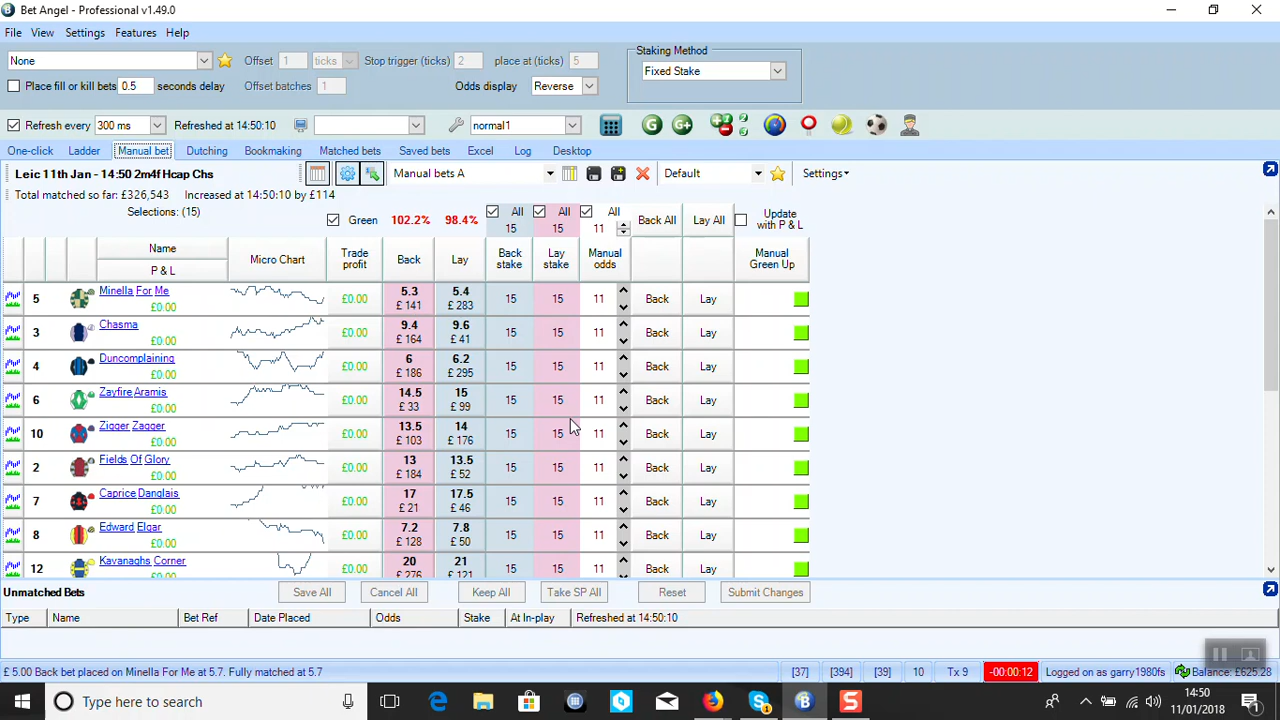 Bet Angel - Professional v1.49.0
File View Settings Features Help
None Offset 1 ticks Stop trigger (ticks) 2 place at (ticks) 5
Staking Method
Fixed Stake
Place fill or kill bets 0.5 seconds delay Offset batches 1 Odds display Reverse
Refresh every 300 ms Refreshed at 14:50:10 normal1
One-click Ladder Manual bet Dutching Bookmaking Matched bets Saved bets Excel Log Desktop
Leic 11th Jan - 14:50 2m4f Hcap Chs Manual bets A Default Settings
Total matched so far: £326,543 Increased at 14:50:10 by £114
Selections: (15) Green 102.2% 98.4% All 15 All 15 All 11 Back All Lay All Update with P & L
Name
P & L
Micro Chart Trade profit Back Lay Back stake Lay stake Manual odds Manual Green Up
5 Minella For Me £0.00 £0.00 5.3 £ 141 5.4 £ 283 15 15 11 Back Lay
3 Chasma £0.00 £0.00 9.4 £ 164 9.6 £ 41 15 15 11 Back Lay
4 Duncomplaining £0.00 £0.00 6 £ 186 6.2 £ 295 15 15 11 Back Lay
6 Zayfire Aramis £0.00 £0.00 14.5 £ 33 15 £ 99 15 15 11 Back Lay
10 Zigger Zagger £0.00 £0.00 13.5 £ 103 14 £ 176 15 15 11 Back Lay
2 Fields Of Glory £0.00 £0.00 13 £ 184 13.5 £ 52 15 15 11 Back Lay
7 Caprice Danglais £0.00 £0.00 17 £ 21 17.5 £ 46 15 15 11 Back Lay
8 Edward Elgar £0.00 £0.00 7.2 £ 128 7.8 £ 50 15 15 11 Back Lay
12 Kavanaghs Corner £0.00 £0.00 20 £ 276 21 £ 121 15 15 11 Back Lay
Unmatched Bets Save All Cancel All Keep All Take SP All Reset Submit Changes
Type Name Bet Ref Date Placed Odds Stake At In-play Refreshed at 14:50:10
£ 5.00 Back bet placed on Minella For Me at 5.7. Fully matched at 5.7 [37] [394] [39] 10 Tx 9 -00:00:12 Logged on as garry1980fs Balance: £625.28
Type here to search 14:50
11/01/2018